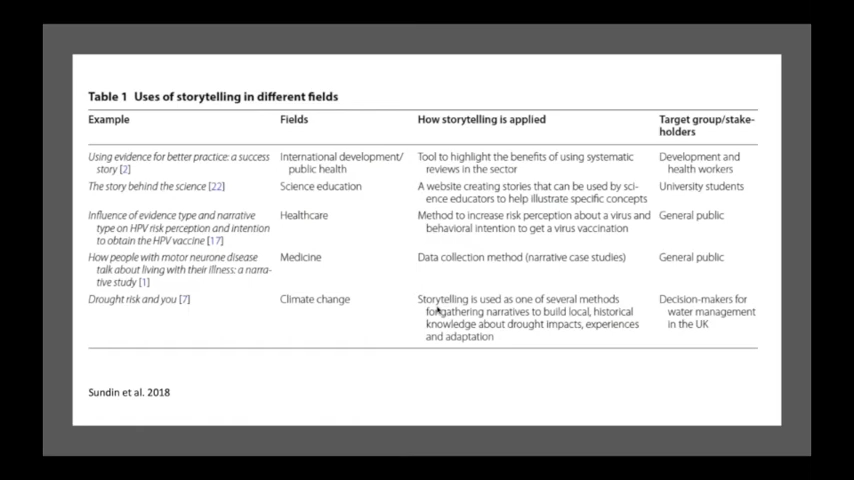 Table 1 Uses of storytelling in different fields
Example Fields How storytelling is applied Target group/stake-
holders
Using evidence for better practice: a success International development/ Tool to highlight the benefits of using systematic Development and
story [2] public health reviews in the sector health workers
The story behind the science [22] Science education A website creating stories that can be used by sci- University students
ence educators to help illustrate specific concepts
Influence of evidence type and narrative Healthcare Method to increase risk perception about a virus and General public
type on HPV risk perception and intention behavioral intention to get a virus vaccination
to obtain the HPV vaccine [17]
How people with motor neurone disease Medicine Data collection method (narrative case studies) General public
talk about living with their illness: a narra-
tive study [1]
Drought risk and you [7] Climate change Storytelling is used as one of several methods Decision-makers for
for gathering narratives to build local, historical water management
knowledge about drought impacts, experiences in the UK
and adaptation
Sundin et al. 2018